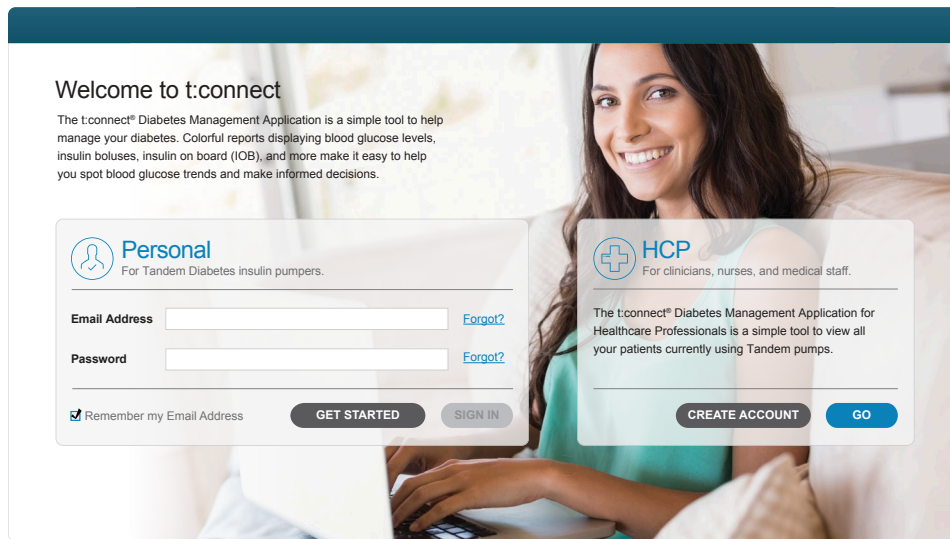 Welcome to t:connect
The t:connect® Diabetes Management Application is a simple tool to help
manage your diabetes. Colorful reports displaying blood glucose levels,
insulin boluses, insulin on board (IOB), and more make it easy to help
you spot blood glucose trends and make informed decisions.
Personal
For Tandem Diabetes insulin pumpers.
Email Address
Forgot?
Password
Forgot?
Remember my Email Address
GET STARTED
SIGN IN
HCP
For clinicians, nurses, and medical staff.
The t:connect® Diabetes Management Application for
Healthcare Professionals is a simple tool to view all
your patients currently using Tandem pumps.
CREATE ACCOUNT
GO